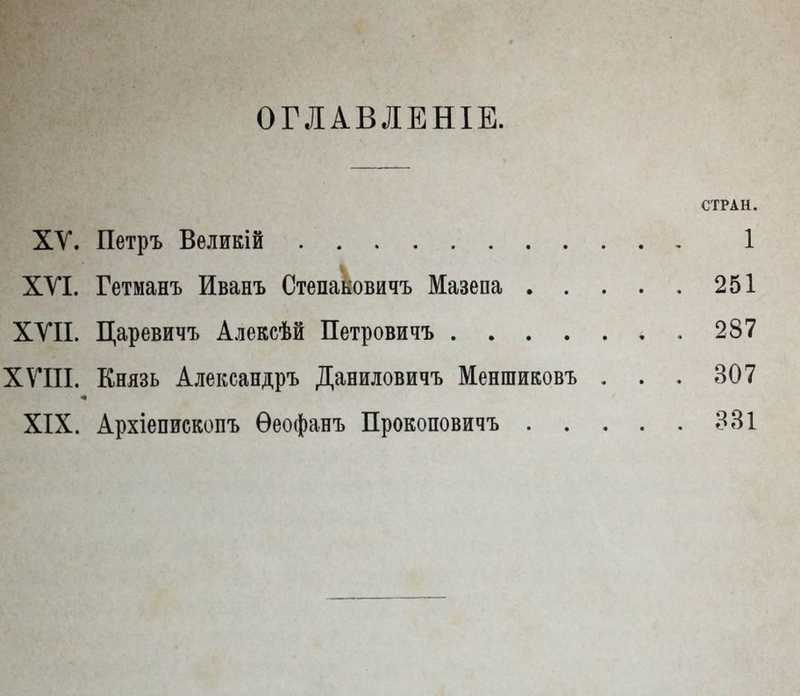 ОГЛАВЛЕНІЕ.
СТРАН.
XV. Петръ Великій . . . . . . . . . . . 1
XVI. Гетманъ Иванъ Степановичъ Мазепа . . . . . 251
XVII. Царевичъ Алексѣй Петровичъ . . . . . . . 287
XVIII. Князь Александръ Даниловичъ Меншиковъ . . . 307
XIX. Архіепископъ Ѳеофанъ Прокоповичъ . . . . . 331